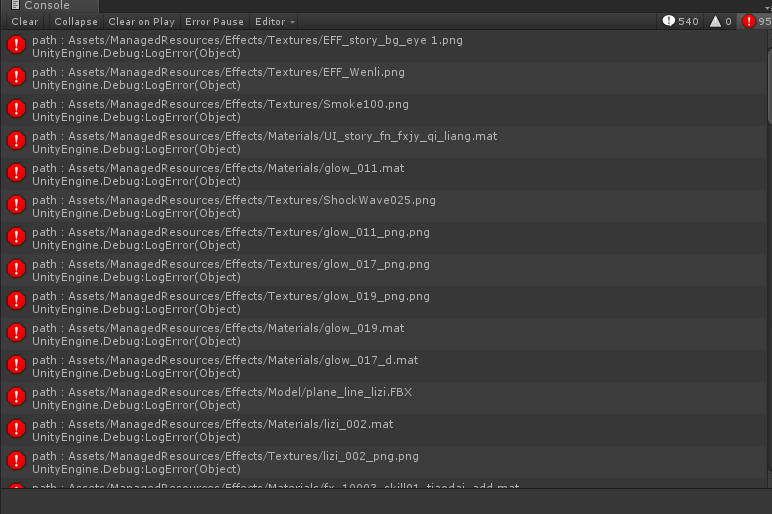 Console
Clear Collapse Clear on Play Error Pause Editor 540 0 95
path : Assets/ManagedResources/Effects/Textures/EFF_story_bg_eye 1.png
UnityEngine.Debug:LogError(Object)
path : Assets/ManagedResources/Effects/Textures/EFF_Wenli.png
UnityEngine.Debug:LogError(Object)
path : Assets/ManagedResources/Effects/Textures/Smoke100.png
UnityEngine.Debug:LogError(Object)
path : Assets/ManagedResources/Effects/Materials/UI_story_fn_fxjy_qi_liang.mat
UnityEngine.Debug:LogError(Object)
path : Assets/ManagedResources/Effects/Materials/glow_011.mat
UnityEngine.Debug:LogError(Object)
path : Assets/ManagedResources/Effects/Textures/ShockWave025.png
UnityEngine.Debug:LogError(Object)
path : Assets/ManagedResources/Effects/Textures/glow_011_png.png
UnityEngine.Debug:LogError(Object)
path : Assets/ManagedResources/Effects/Textures/glow_017_png.png
UnityEngine.Debug:LogError(Object)
path : Assets/ManagedResources/Effects/Textures/glow_019_png.png
UnityEngine.Debug:LogError(Object)
path : Assets/ManagedResources/Effects/Materials/glow_019.mat
UnityEngine.Debug:LogError(Object)
path : Assets/ManagedResources/Effects/Materials/glow_017_d.mat
UnityEngine.Debug:LogError(Object)
path : Assets/ManagedResources/Effects/Model/plane_line_lizi.FBX
UnityEngine.Debug:LogError(Object)
path : Assets/ManagedResources/Effects/Materials/lizi_002.mat
UnityEngine.Debug:LogError(Object)
path : Assets/ManagedResources/Effects/Textures/lizi_002_png.png
UnityEngine.Debug:LogError(Object)
path : Assets/ManagedResources/Effects/Materials/fx_10003_skill01_tiaodai_add.mat